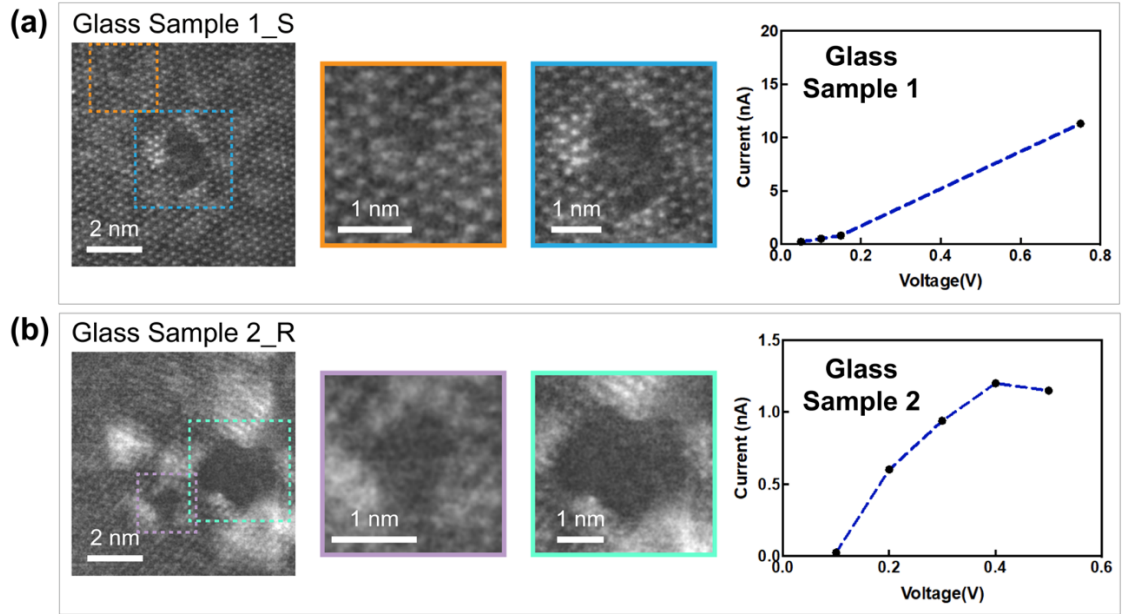 (a)
Glass Sample 1_S
2 nm
1 nm
1 nm
Glass
Sample 1
Current (nA)
20
15
10
5
0
0.0 0.2 0.4 0.6 0.8
Voltage(V)
(b)
Glass Sample 2_R
2 nm
1 nm
1 nm
Glass
Sample 2
Current (nA)
1.5
1.0
0.5
0.0
0.0 0.2 0.4 0.6
Voltage(V)